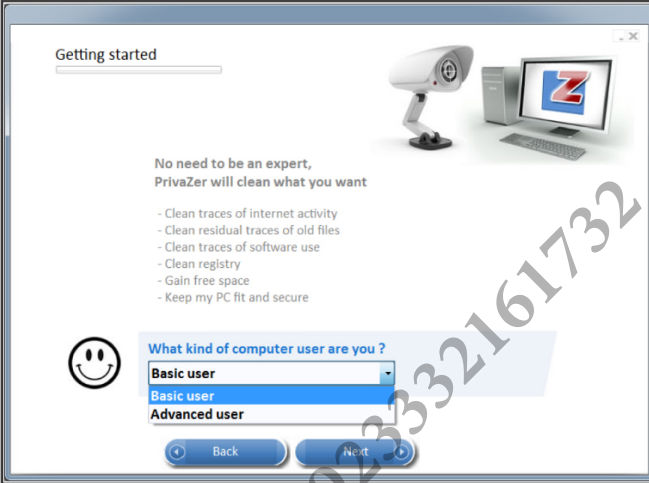 Getting started
No need to be an expert,
PrivaZer will clean what you want
- Clean traces of internet activity
- Clean residual traces of old files
- Clean traces of software use
- Clean registry
- Gain free space
- Keep my PC fit and secure
What kind of computer user are you ?
Basic user
Basic user
Advanced user
Back
Next
Z
023332161732